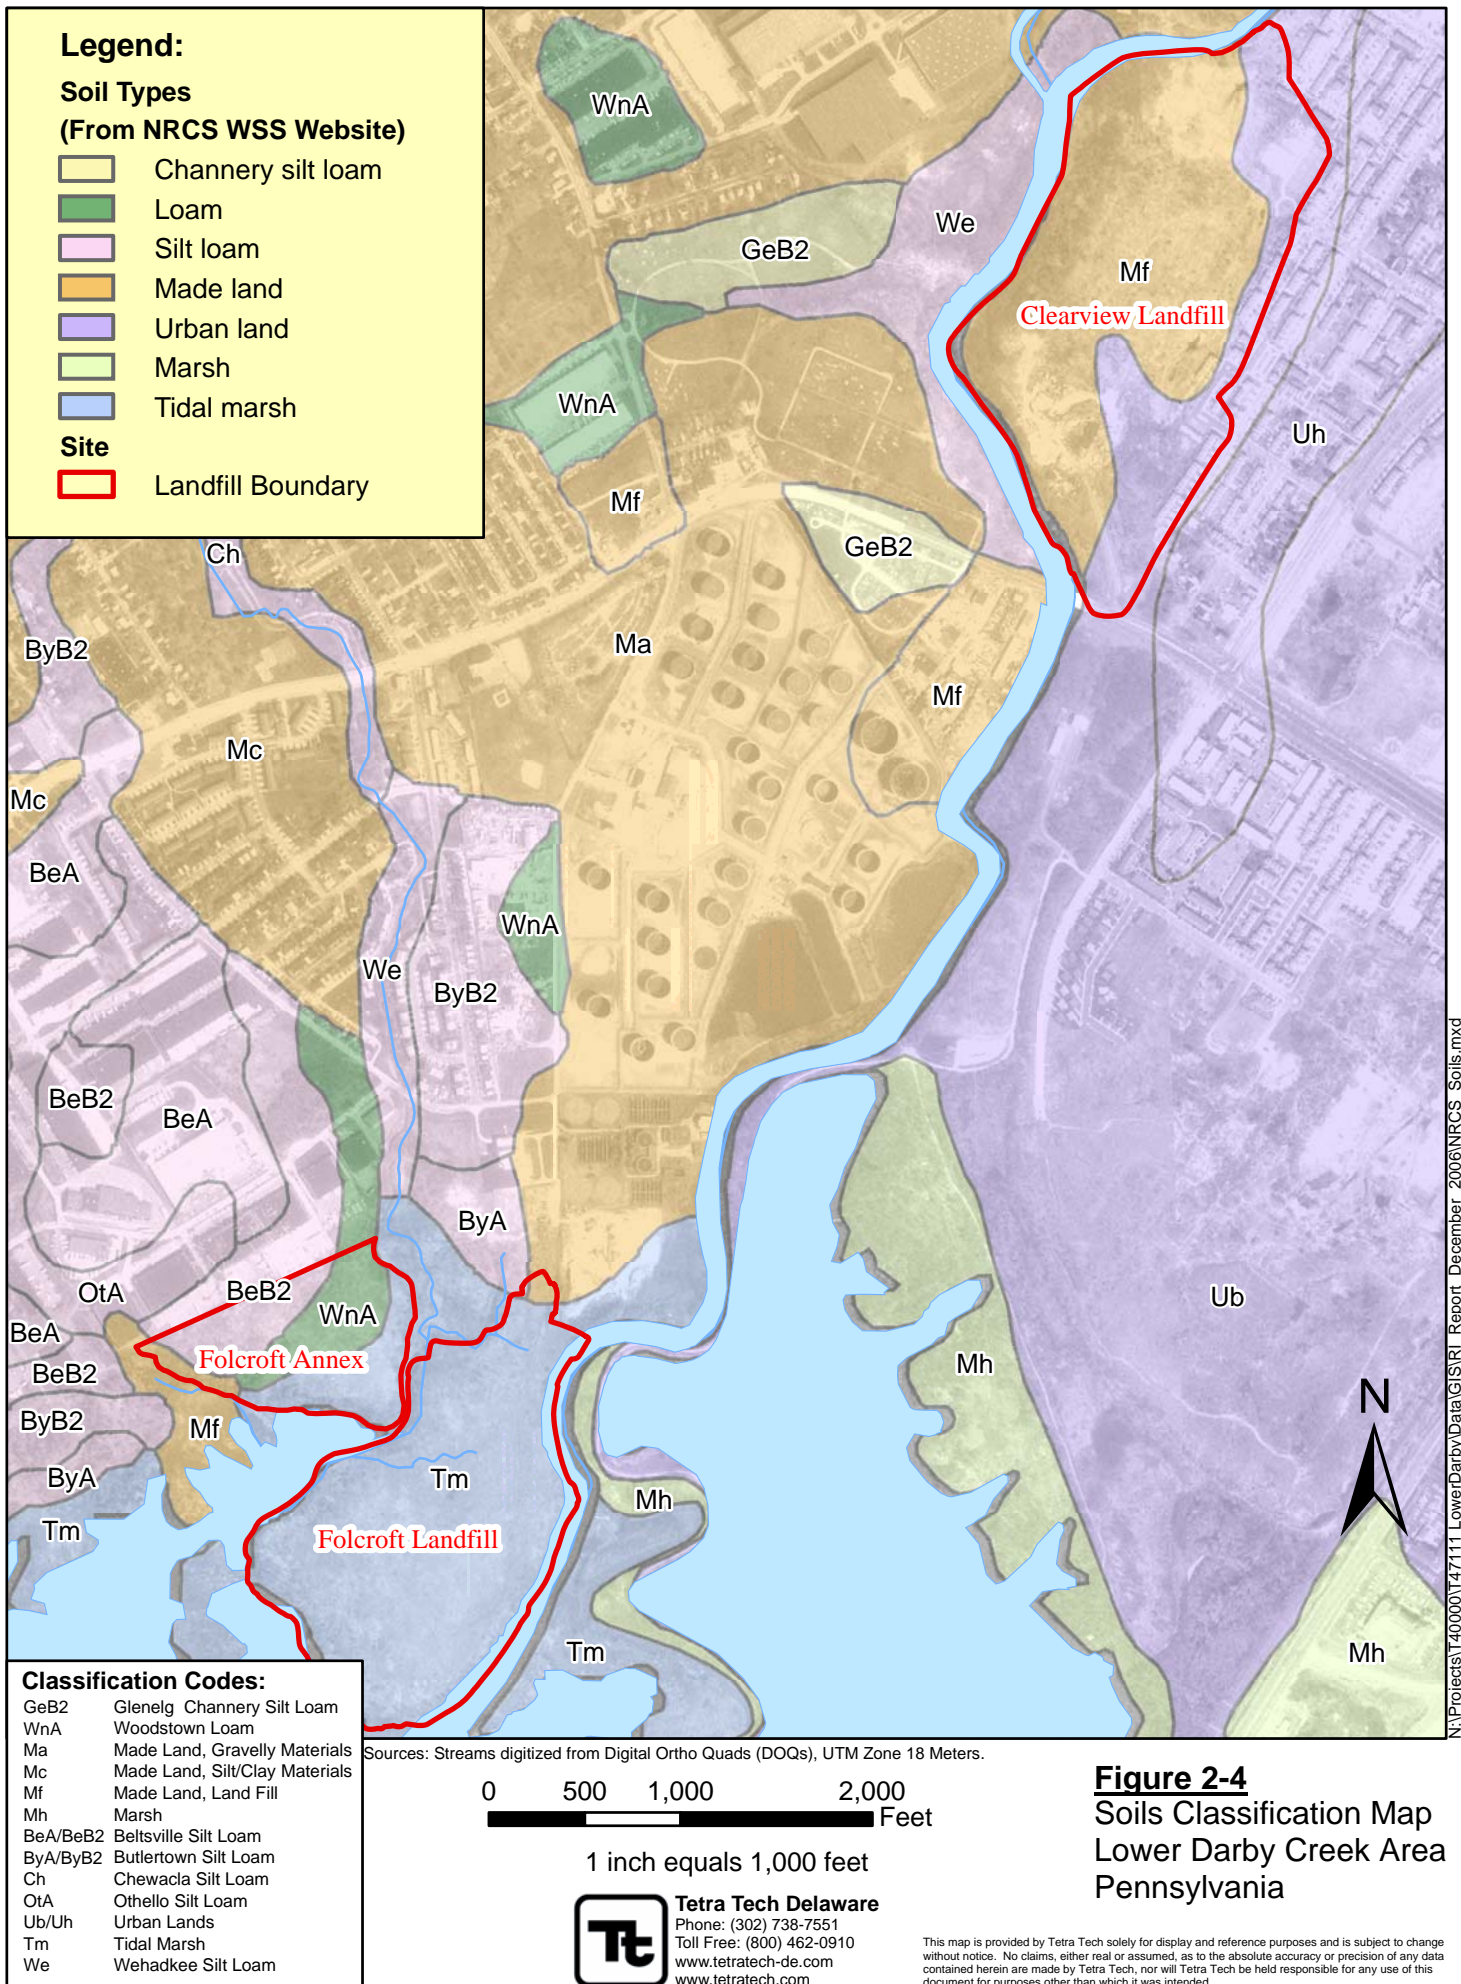 Legend:
Soil Types
(From NRCS WSS Website)
Channery silt loam
Loam
Silt loam
Made land
Urban land
Marsh
Tidal marsh
Site
Landfill Boundary
WnA
We
GeB2
Mf
Clearview Landfill
WnA
Uh
Mf
GeB2
Ch
Ma
ByB2
Mf
Mc
Mc
BeA
WnA
We
ByB2
BeB2
BeA
ByA
OtA
BeB2
WnA
Ub
BeA
Folcroft Annex
Mh
BeB2
N
ByB2
Mf
ByA
Tm
Mh
Tm
Folcroft Landfill
Tm
Mh
N:\Projects\T40000\T47111 LowerDarby\Data\GIS\RI Report December 2006\NRCS Soils.mxd
Classification Codes:
GeB2 Glenelg Channery Silt Loam
WnA Woodstown Loam
Ma Made Land, Gravelly Materials
Mc Made Land, Silt/Clay Materials
Mf Made Land, Land Fill
Mh Marsh
BeA/BeB2 Beltsville Silt Loam
ByA/ByB2 Butlertown Silt Loam
Ch Chewacla Silt Loam
OtA Othello Silt Loam
Ub/Uh Urban Lands
Tm Tidal Marsh
We Wehadkee Silt Loam
Sources: Streams digitized from Digital Ortho Quads (DOQs), UTM Zone 18 Meters.
0 500 1,000 2,000
Feet
1 inch equals 1,000 feet
Tt
Tetra Tech Delaware
Phone: (302) 738-7551
Toll Free: (800) 462-0910
www.tetratech-de.com
www.tetratech.com
Figure 2-4
Soils Classification Map
Lower Darby Creek Area
Pennsylvania
This map is provided by Tetra Tech solely for display and reference purposes and is subject to change
without notice. No claims, either real or assumed, as to the absolute accuracy or precision of any data
contained herein are made by Tetra Tech, nor will Tetra Tech be held responsible for any use of this
document for purposes other than which it was intended.